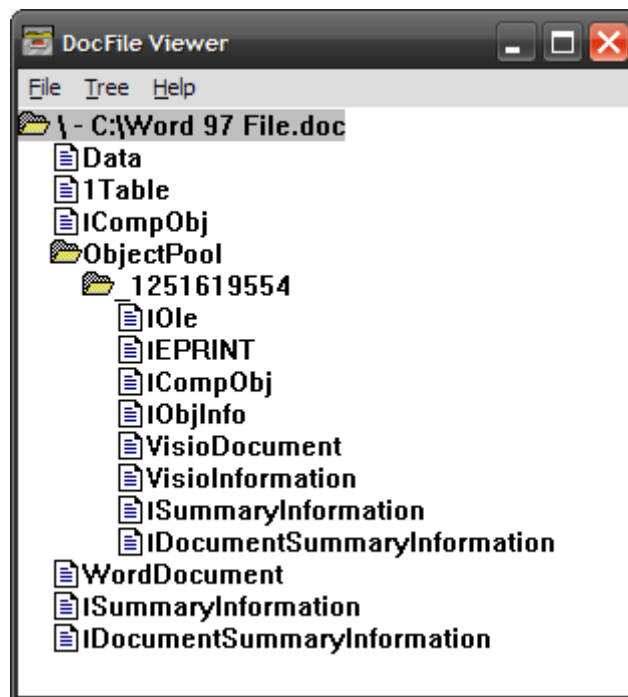 DocFile Viewer
File Tree Help
\ - C:\Word 97 File.doc
Data
1Table
ICompObj
ObjectPool
_1251619554
IOle
IEPRINT
ICompObj
IObjInfo
VisioDocument
VisioInformation
ISummaryInformation
IDocumentSummaryInformation
WordDocument
ISummaryInformation
IDocumentSummaryInformation